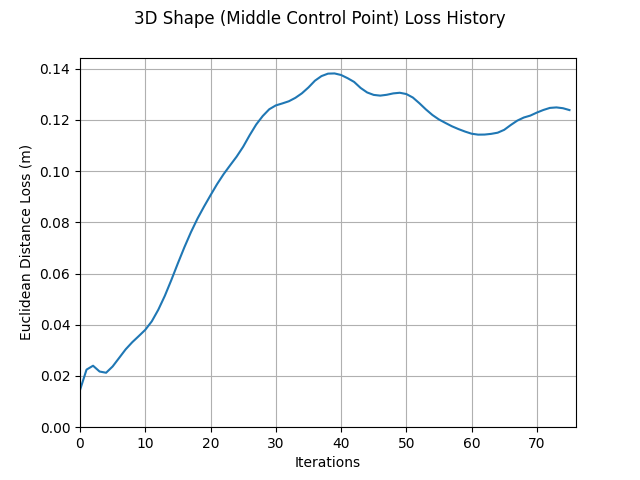 3D Shape (Middle Control Point) Loss History
0.14
0.12
0.10
0.08
0.06
0.04
0.02
0.00
Euclidean Distance Loss (m)
0 10 20 30 40 50 60 70
Iterations